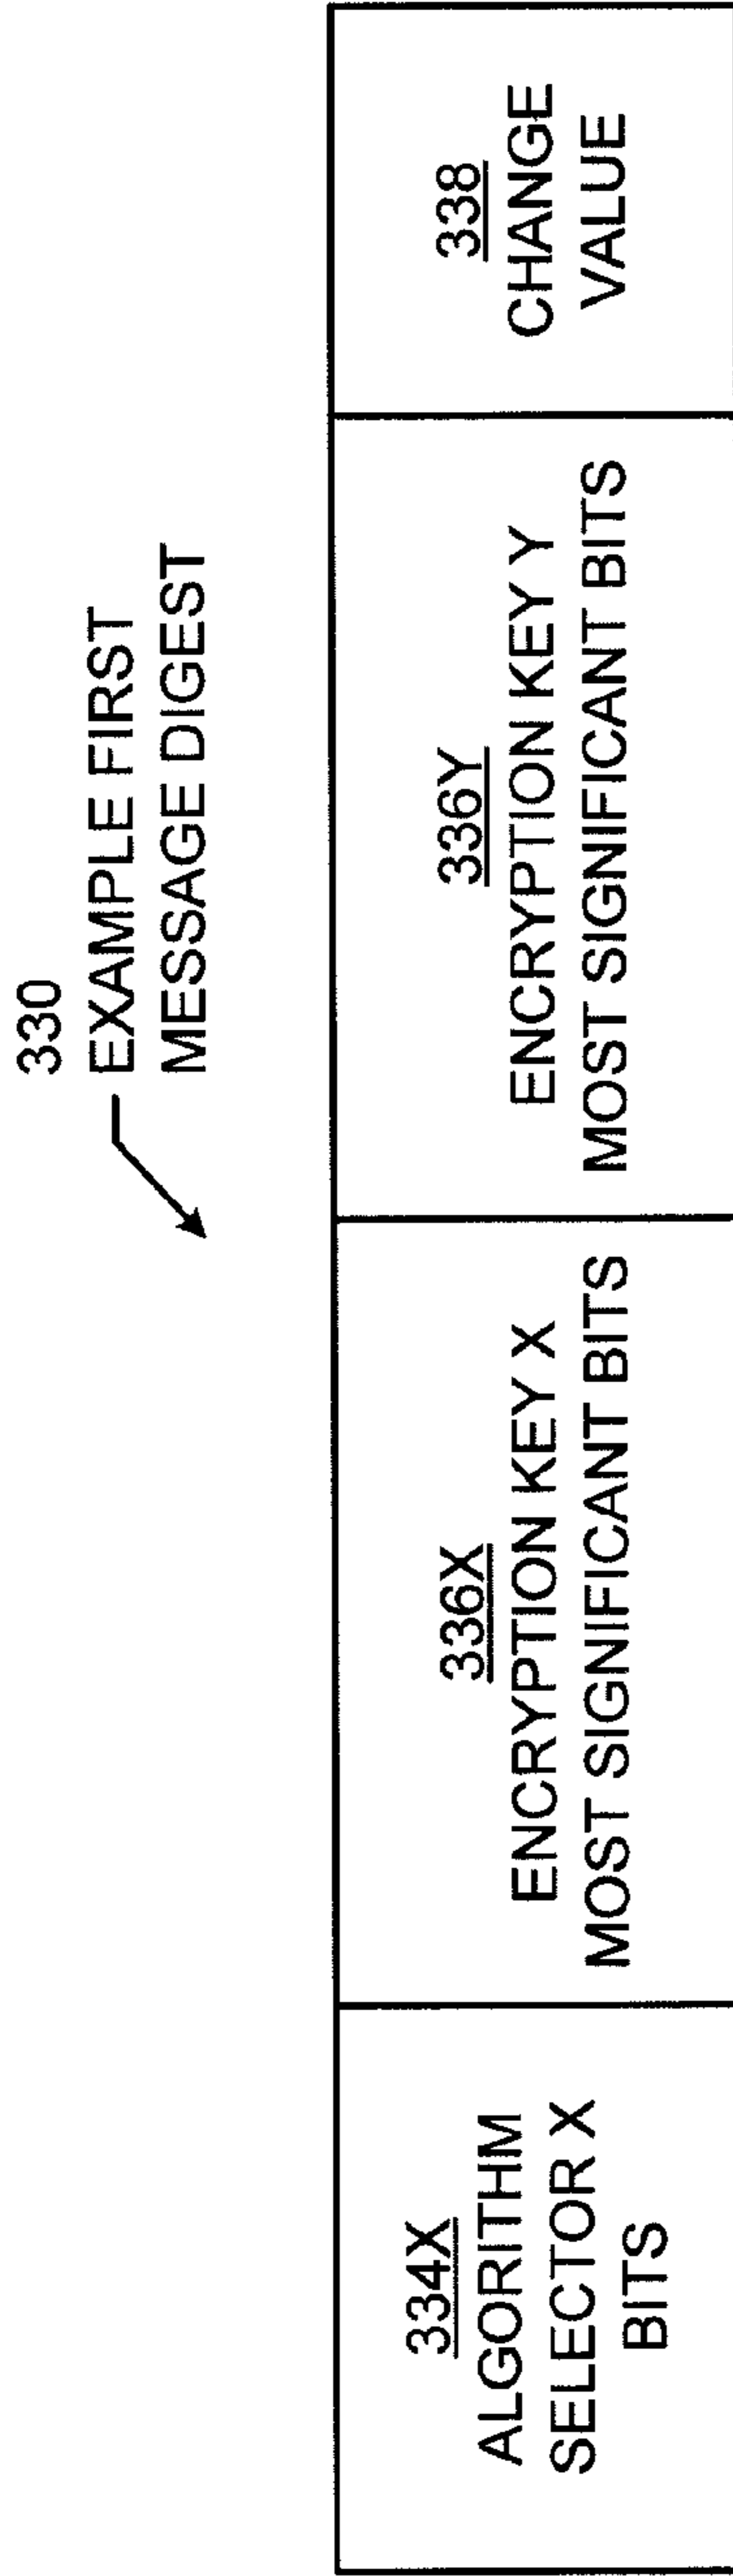 330
EXAMPLE FIRST
MESSAGE DIGEST
334X
ALGORITHM
SELECTOR X
BITS
336X
ENCRYPTION KEY X
MOST SIGNIFICANT BITS
336Y
ENCRYPTION KEY Y
MOST SIGNIFICANT BITS
338
CHANGE
VALUE